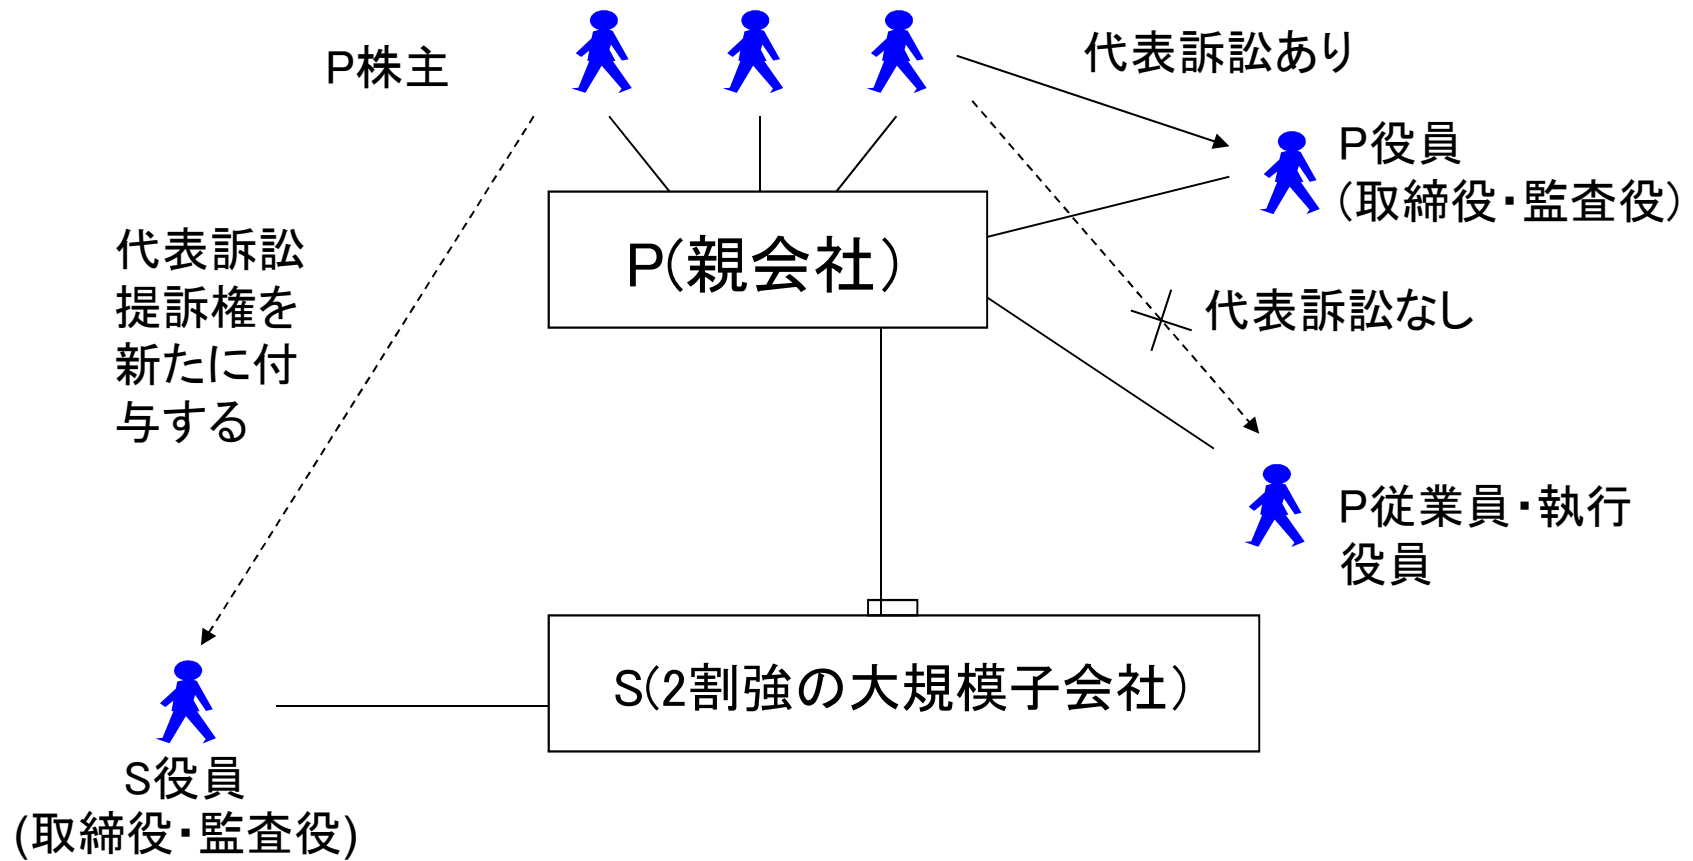 P株主
代表訴訟あり
P役員
(取締役・監査役)
代表訴訟
提訴権を
新たに付
与する
P(親会社)
代表訴訟なし
P従業員・執行
役員
S(2割強の大規模子会社)
S役員
(取締役・監査役)